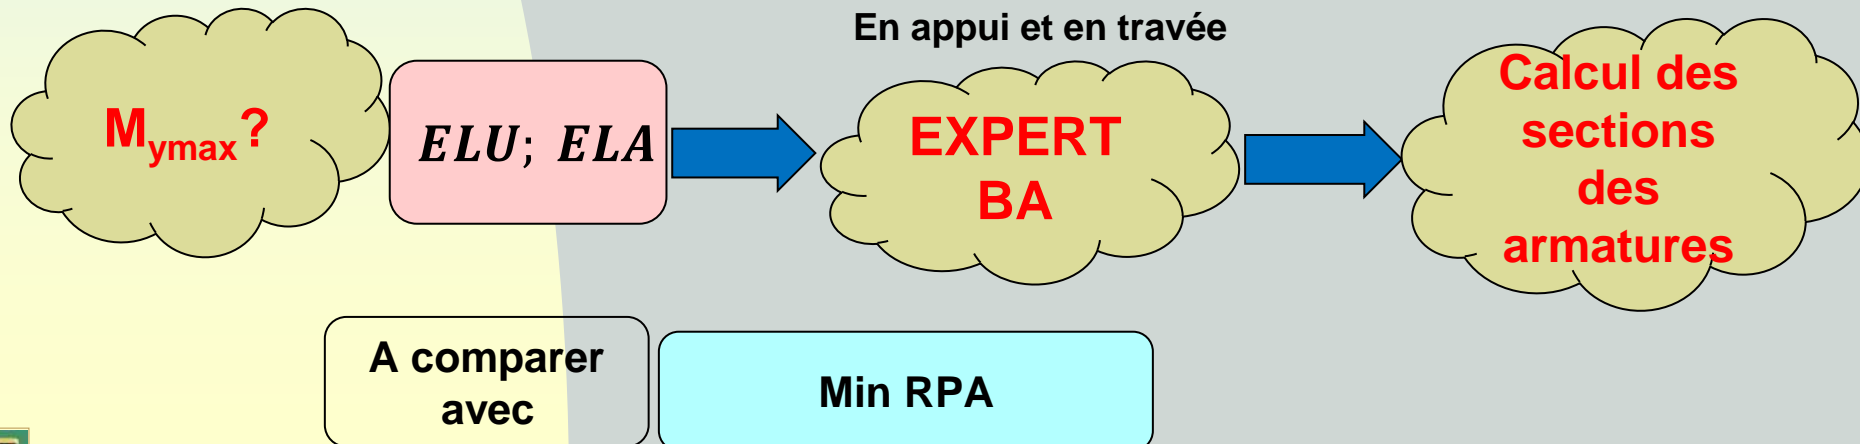 En appui et en travée
Mymax?
ELU; ELA
EXPERT
BA
Calcul des
sections
des
armatures
A comparer
avec
Min RPA